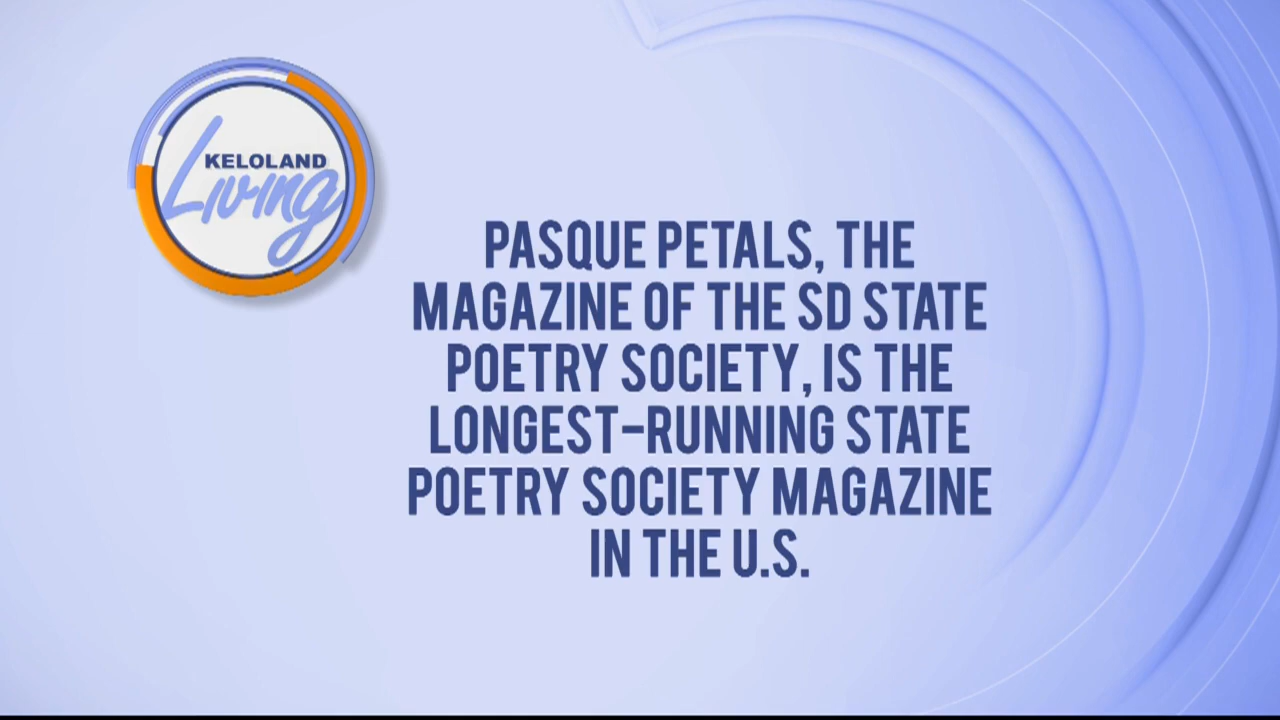 KELOLAND
Living
PASQUE PETALS, THE
MAGAZINE OF THE SD STATE
POETRY SOCIETY, IS THE
LONGEST-RUNNING STATE
POETRY SOCIETY MAGAZINE
IN THE U.S.